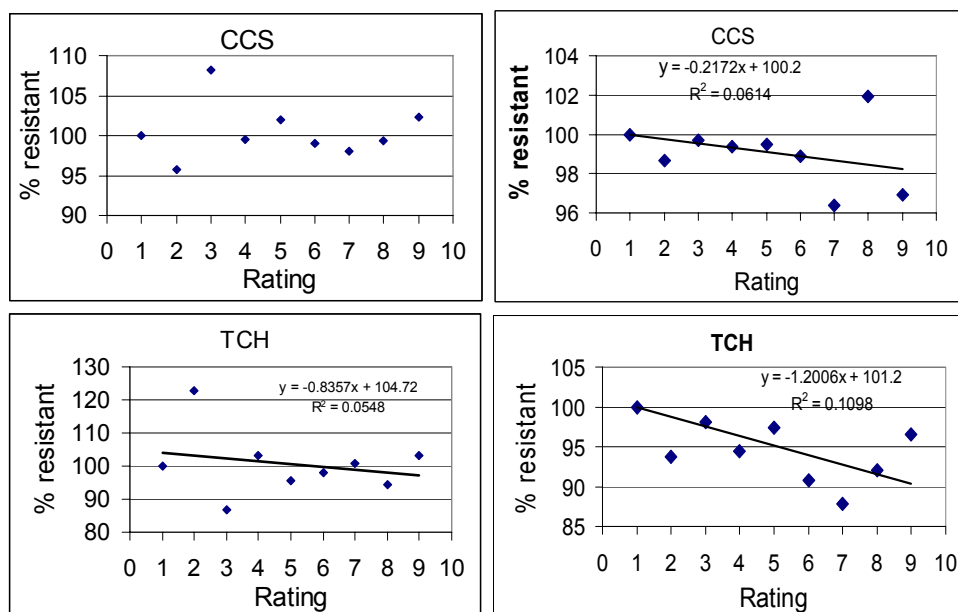 CCS
% resistant
110
105
100
95
90
0 1 2 3 4 5 6 7 8 9 10
Rating
CCS
y = -0.2172x + 100.2
R² = 0.0614
% resistant
104
102
100
98
96
0 1 2 3 4 5 6 7 8 9 10
Rating
TCH
y = -0.8357x + 104.72
R² = 0.0548
% resistant
130
120
110
100
90
80
0 1 2 3 4 5 6 7 8 9 10
Rating
TCH
y = -1.2006x + 101.2
R² = 0.1098
% resistant
105
100
95
90
85
0 1 2 3 4 5 6 7 8 9 10
Rating